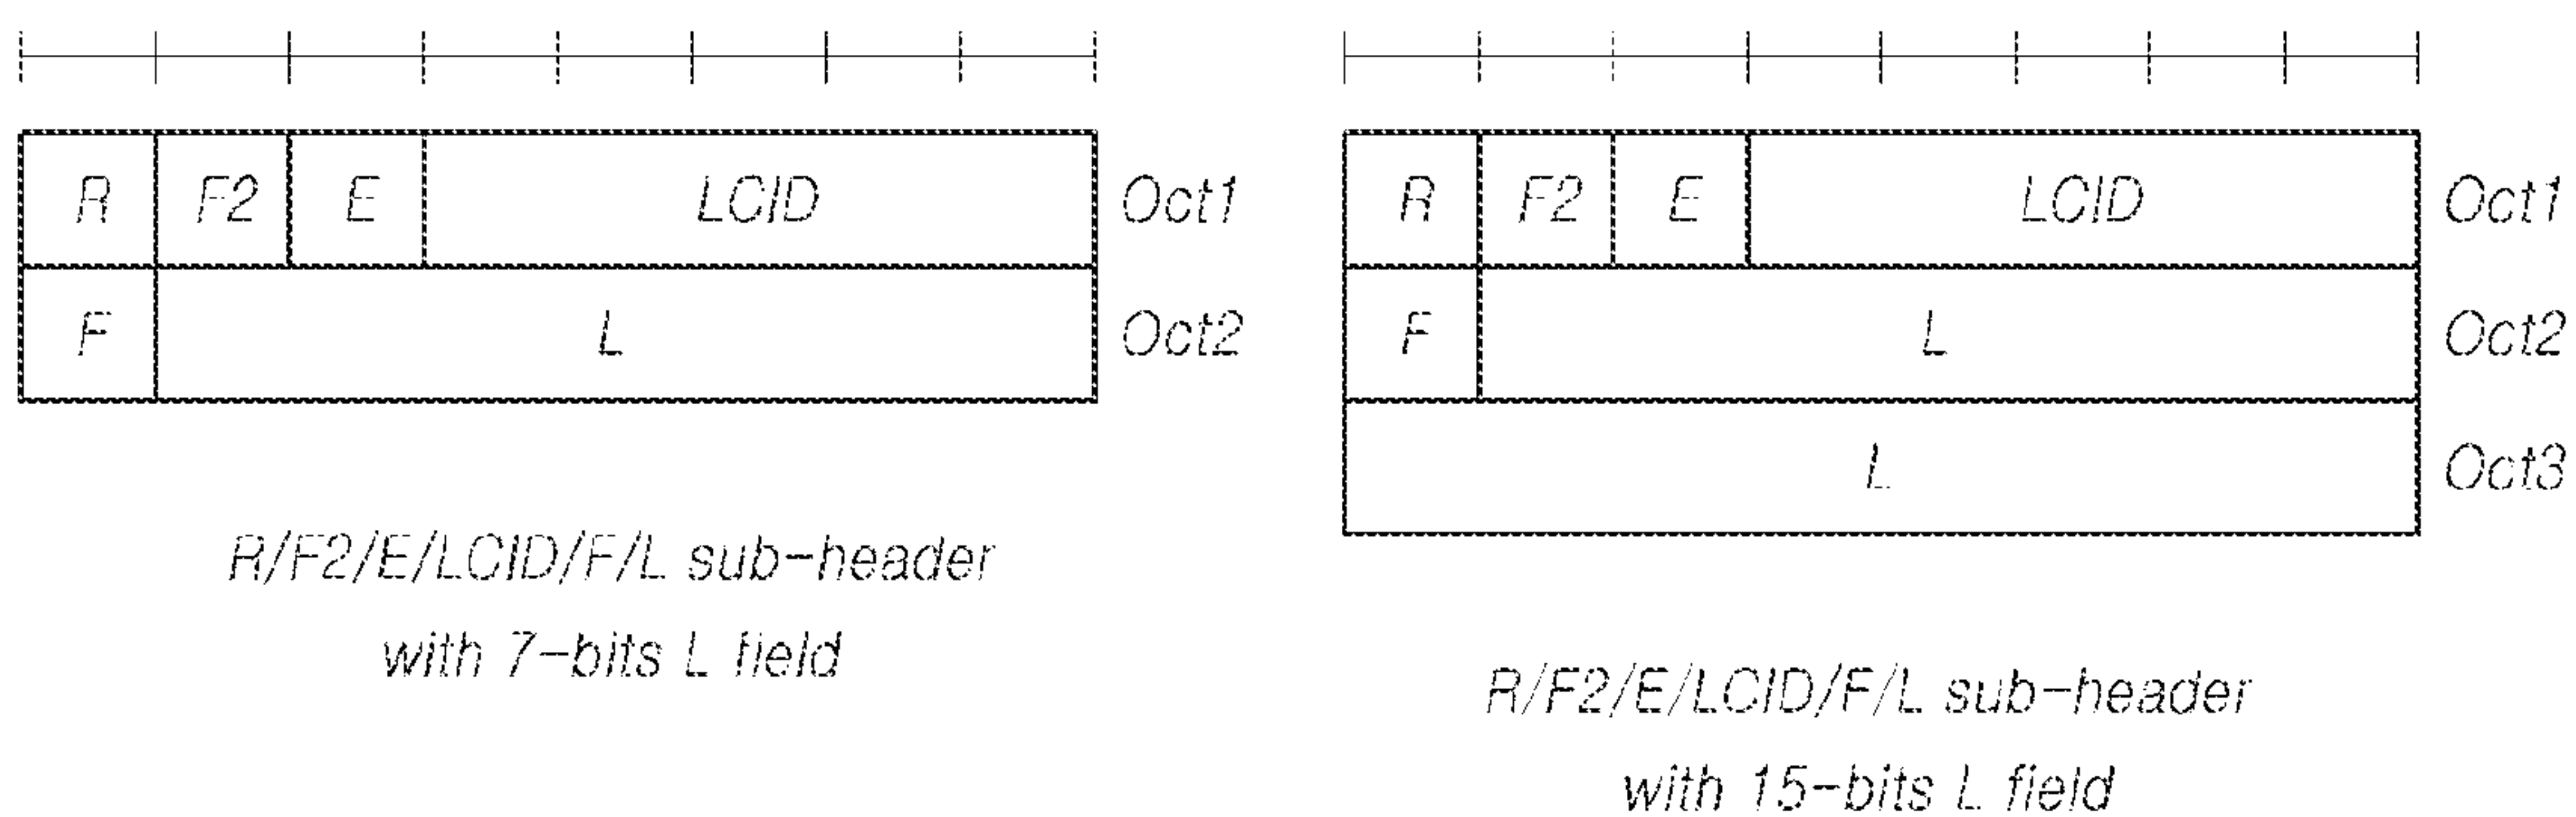 R F2 E LCID Oct1
F L Oct2
R/F2/E/LCID/F/L sub-header
with 7-bits L field
R F2 E LCID Oct1
F L Oct2
L Oct3
R/F2/E/LCID/F/L sub-header
with 15-bits L field